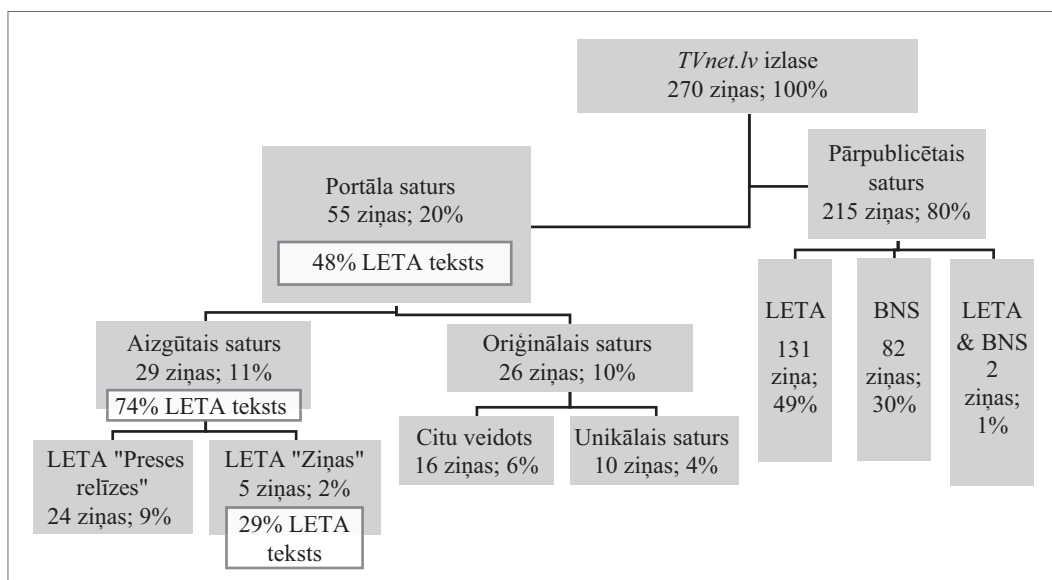 TVnet.lv izlase
270 ziņas; 100%
Pārpublicētais
saturs
215 ziņas; 80%
Portāla saturs
55 ziņas; 20%
48% LETA teksts
LETA
131
ziņa;
49%
BNS
82
ziņas;
30%
LETA
& BNS
2
ziņas;
1%
Aizgūtais saturs
29 ziņas; 11%
74% LETA teksts
Oriģinālais saturs
26 ziņas; 10%
LETA "Preses
relīzes"
24 ziņas; 9%
LETA "Ziņas"
5 ziņas; 2%
29% LETA
teksts
Citu veidots
16 ziņas; 6%
Unikālais saturs
10 ziņas; 4%